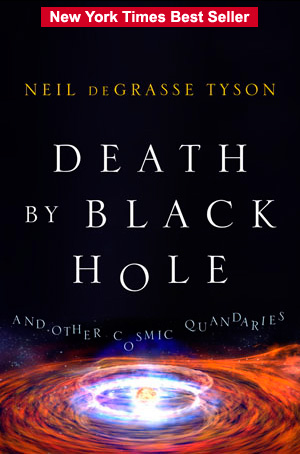 New York Times Best Seller
NEIL deGRASSE TYSON
DEATH
BY BLACK
HOLE
AND OTHER COSMIC QUANDARIES